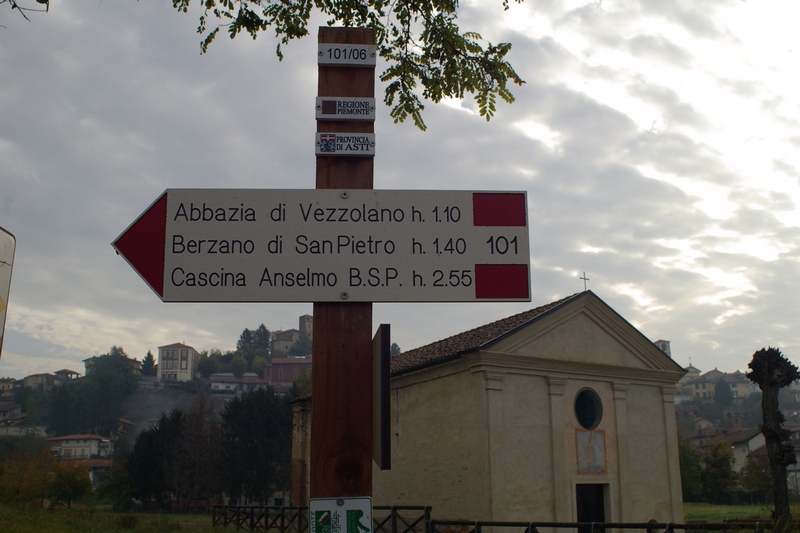 101/06
REGIONE
PIEMONTE
PROVINCIA
DI ASTI
Abbazia di Vezzolano h. 1.10
Berzano di San Pietro h. 1.40 101
Cascina Anselmo B.S.P. h. 2.55